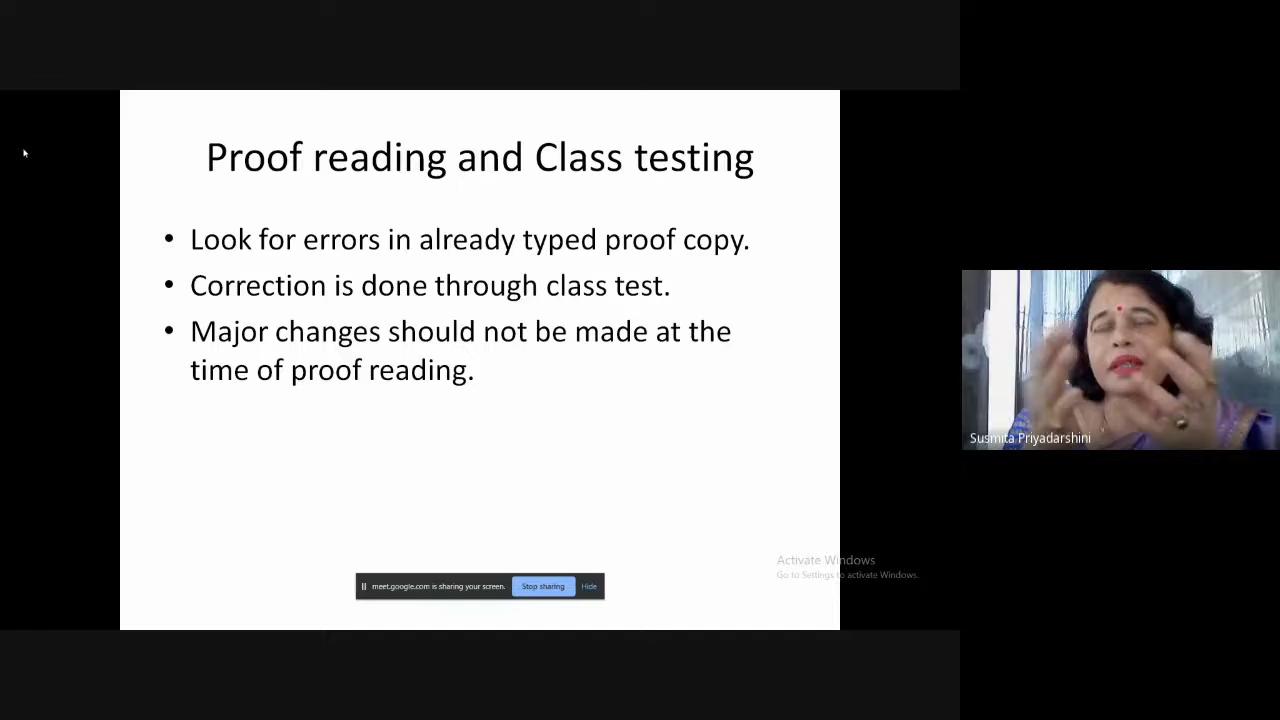 Proof reading and Class testing
• Look for errors in already typed proof copy.
• Correction is done through class test.
• Major changes should not be made at the
time of proof reading.
Susmita Priyadarshini
Activate Windows
Go to Settings to activate Windows.
meet.google.com is sharing your screen. Stop sharing Hide